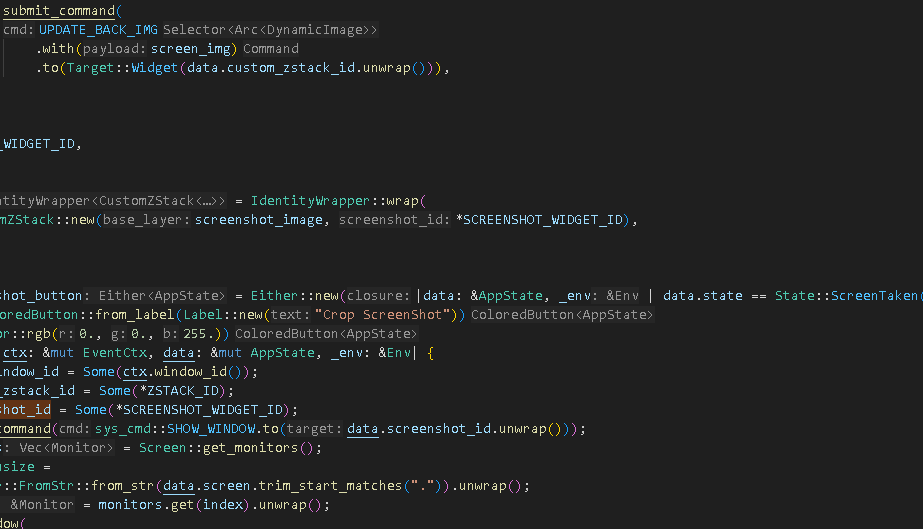 submit_command(
cmd: UPDATE_BACK_IMG Selector<Arc<DynamicImage>>
.with(payload: screen_img) Command
.to(Target::Widget(data.custom_zstack_id.unwrap())),
_WIDGET_ID,
ntityWrapper<CustomZStack<…>> = IdentityWrapper::wrap(
mZStack::new(base_layer: screenshot_image, screenshot_id: *SCREENSHOT_WIDGET_ID),
shot_button: Either<AppState> = Either::new(closure: |data: &AppState, _env: &Env | data.state == State::ScreenTaken(
oredButton::from_label(Label::new(text: "Crop ScreenShot")) ColoredButton<AppState>
or::rgb(r: 0., g: 0., b: 255.)) ColoredButton<AppState>
ctx: &mut EventCtx, data: &mut AppState, _env: &Env| {
indow_id = Some(ctx.window_id());
_zstack_id = Some(*ZSTACK_ID);
shot_id = Some(*SCREENSHOT_WIDGET_ID);
command(cmd: sys_cmd::SHOW_WINDOW.to(target: data.screenshot_id.unwrap()));
s: Vec<Monitor> = Screen::get_monitors();
usize =
r::FromStr::from_str(data.screen.trim_start_matches(".")).unwrap();
&Monitor = monitors.get(index).unwrap();
dow(